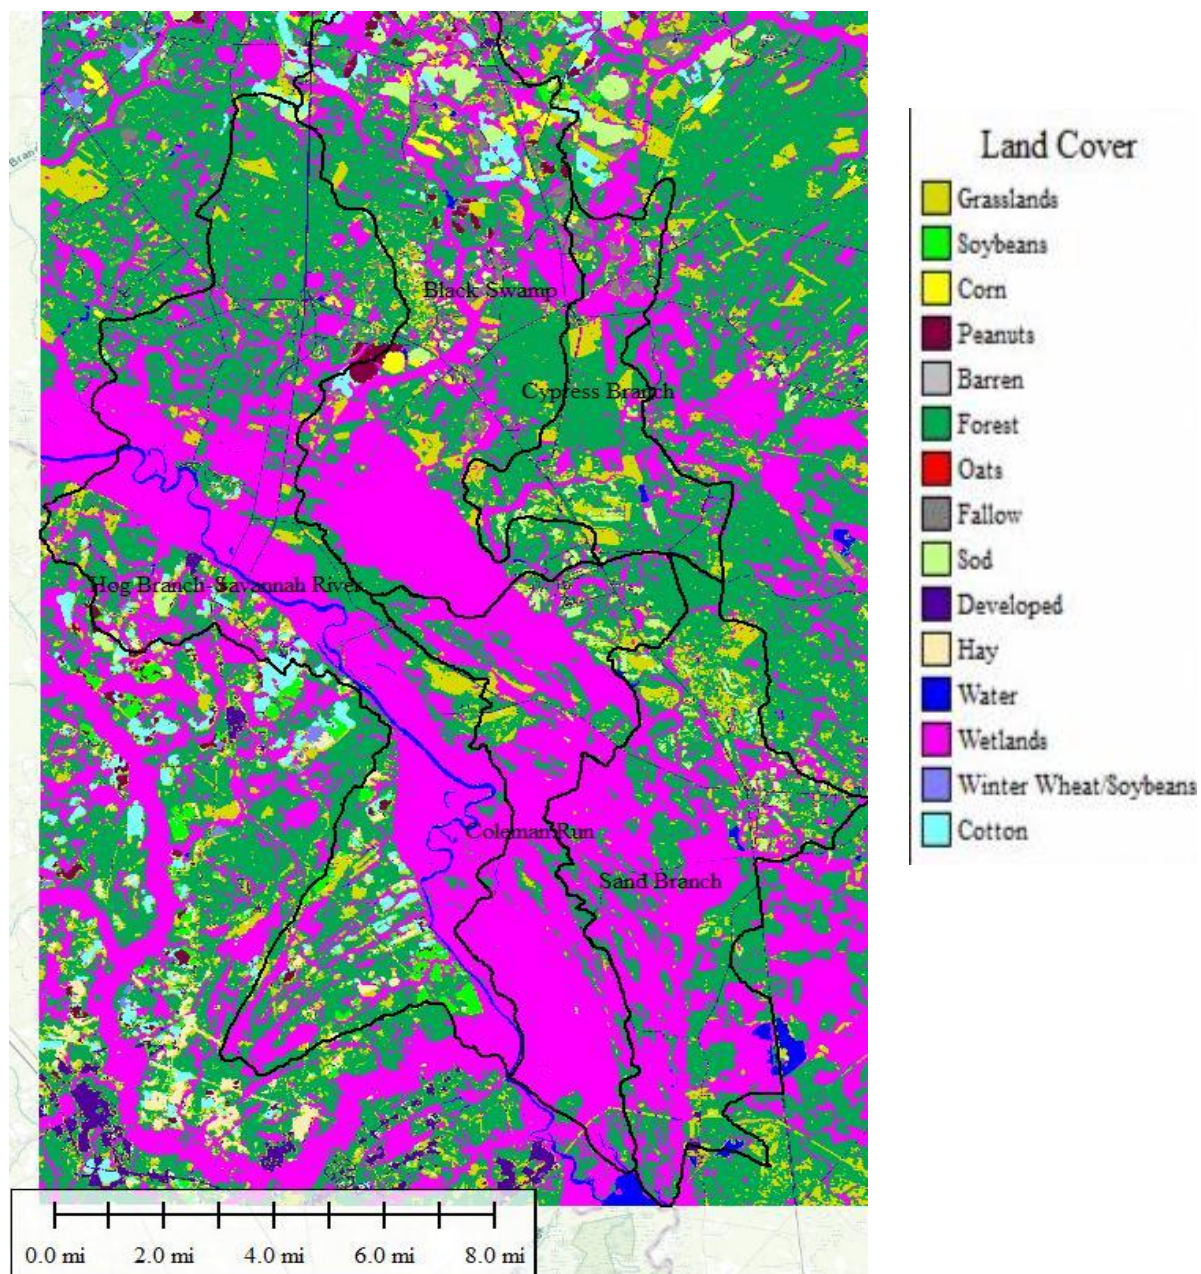 Bran
Black Swamp
Cypress Branch
Hog Branch-Savannah River
Coleman Run
Sand Branch
0.0 mi 2.0 mi 4.0 mi 6.0 mi 8.0 mi
Land Cover
Grasslands
Soybeans
Corn
Peanuts
Barren
Forest
Oats
Fallow
Sod
Developed
Hay
Water
Wetlands
Winter Wheat/Soybeans
Cotton